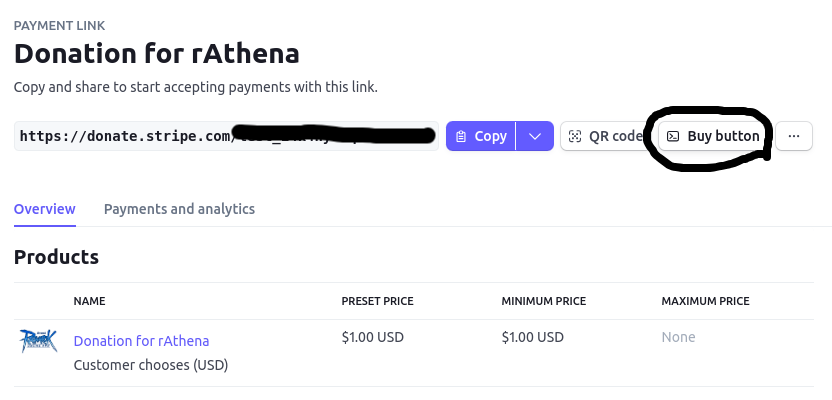 PAYMENT LINK
Donation for rAthena
Copy and share to start accepting payments with this link.
https://donate.stripe.com/ Copy QR code Buy button ...
Overview Payments and analytics
Products
NAME PRESET PRICE MINIMUM PRICE MAXIMUM PRICE
Donation for rAthena $1.00 USD $1.00 USD None
Customer chooses (USD)